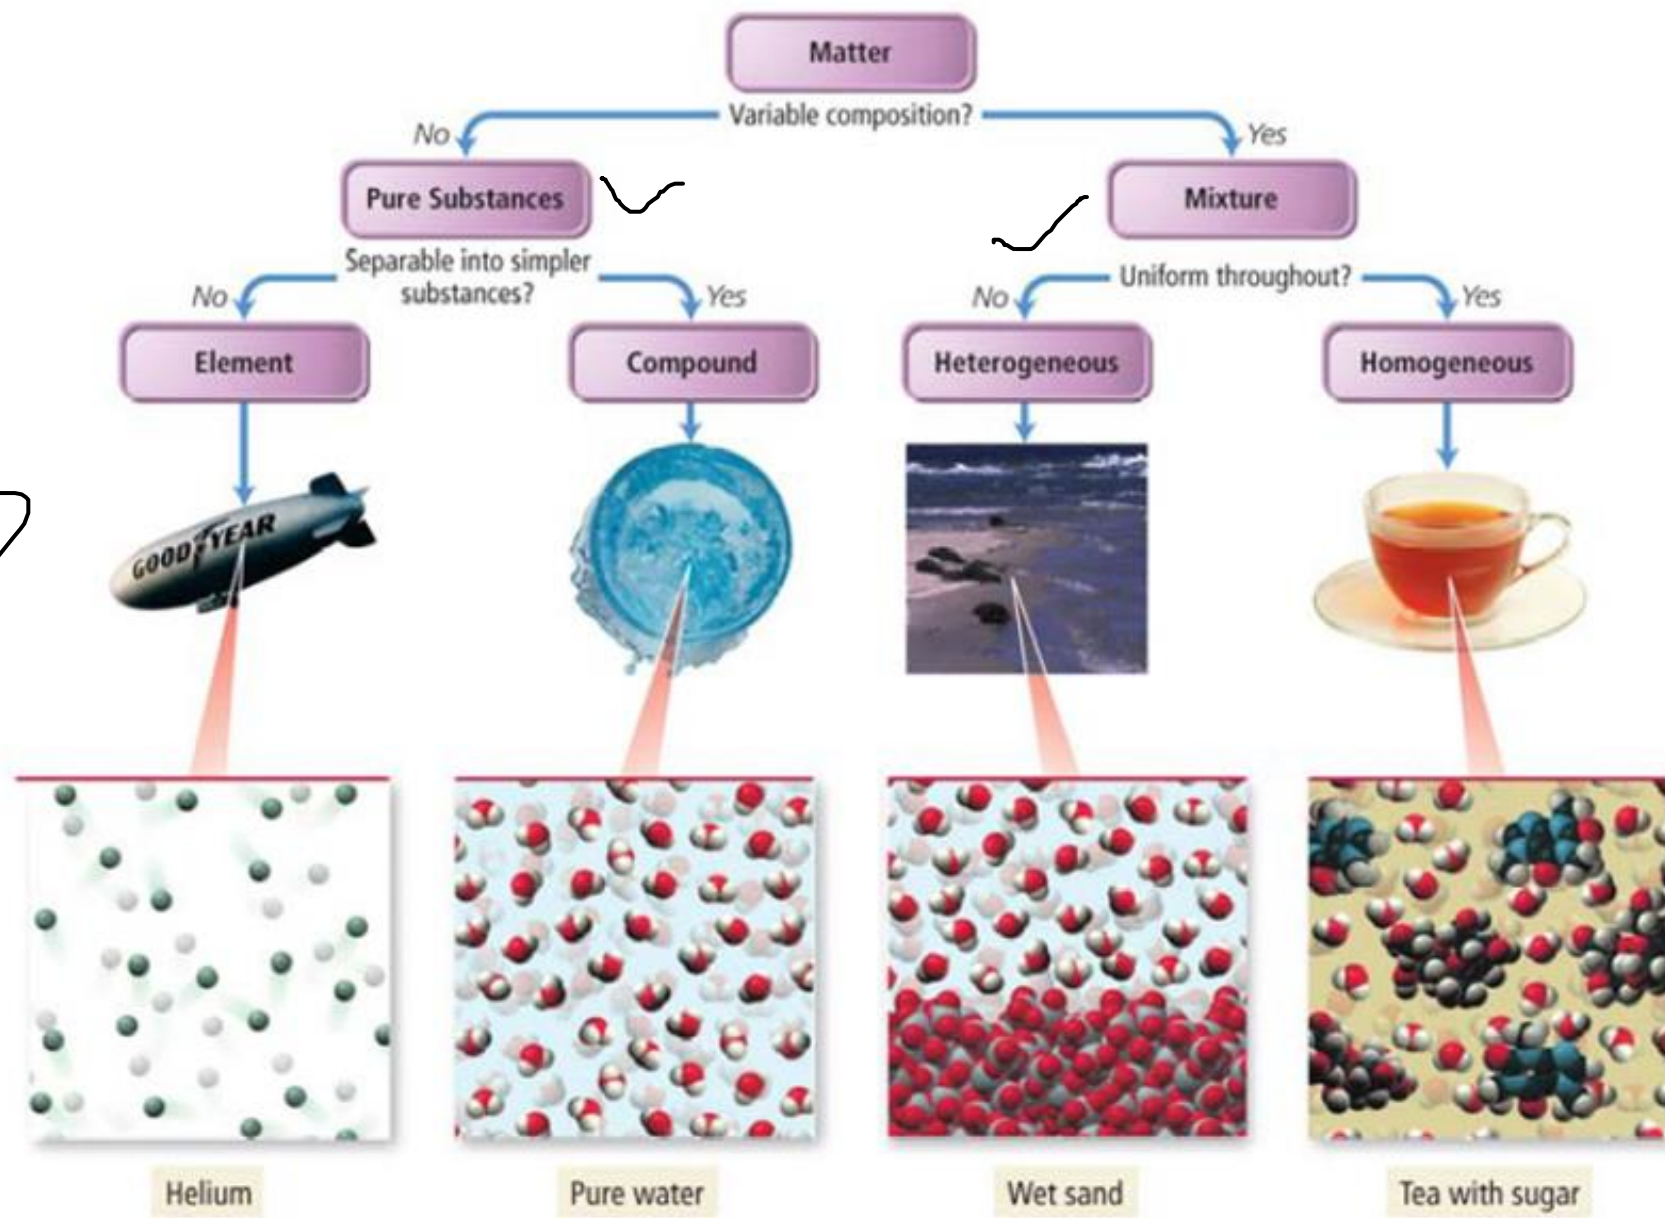 Matter
Variable composition?
No
Yes
Pure Substances
Mixture
Separable into simpler
substances?
Uniform throughout?
No
Yes
No
Yes
Element
Compound
Heterogeneous
Homogeneous
GOODYEAR
Helium
Pure water
Wet sand
Tea with sugar